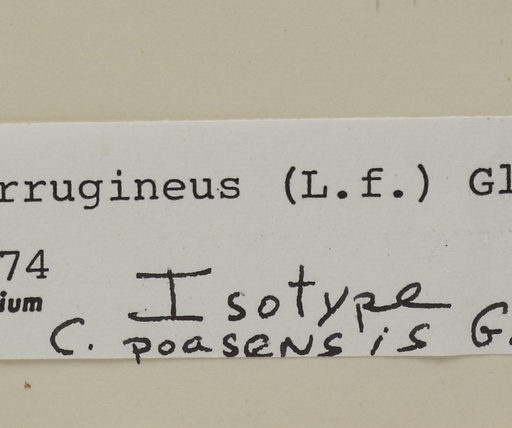 rrugineus (L.f.) Gl
74
ium
Isotype
C. poasensis G.